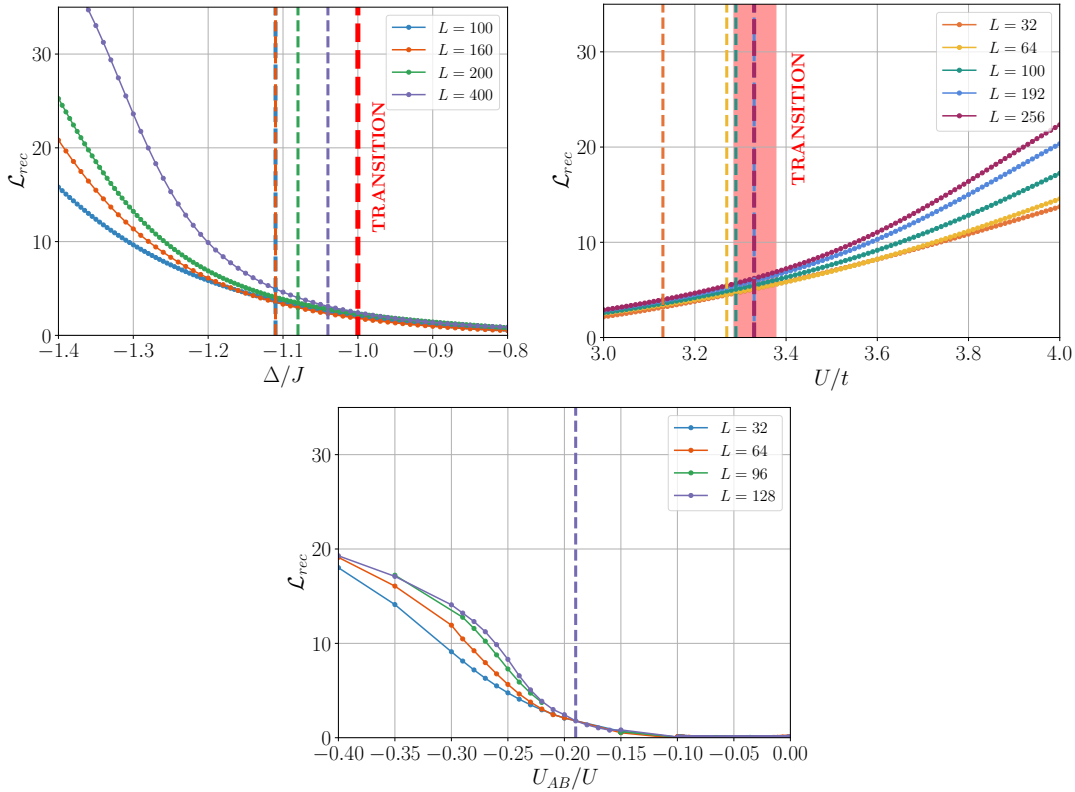 L = 100
L = 160
L = 200
L = 400
TRANSITION
ℒ_rec
0
10
20
30
−1.4
−1.3
−1.2
−1.1
−1.0
−0.9
−0.8
Δ/J
L = 32
L = 64
L = 100
L = 192
L = 256
TRANSITION
ℒ_rec
0
10
20
30
3.0
3.2
3.4
3.6
3.8
4.0
U/t
L = 32
L = 64
L = 96
L = 128
ℒ_rec
0
10
20
30
−0.40
−0.35
−0.30
−0.25
−0.20
−0.15
−0.10
−0.05
0.00
U_AB/U